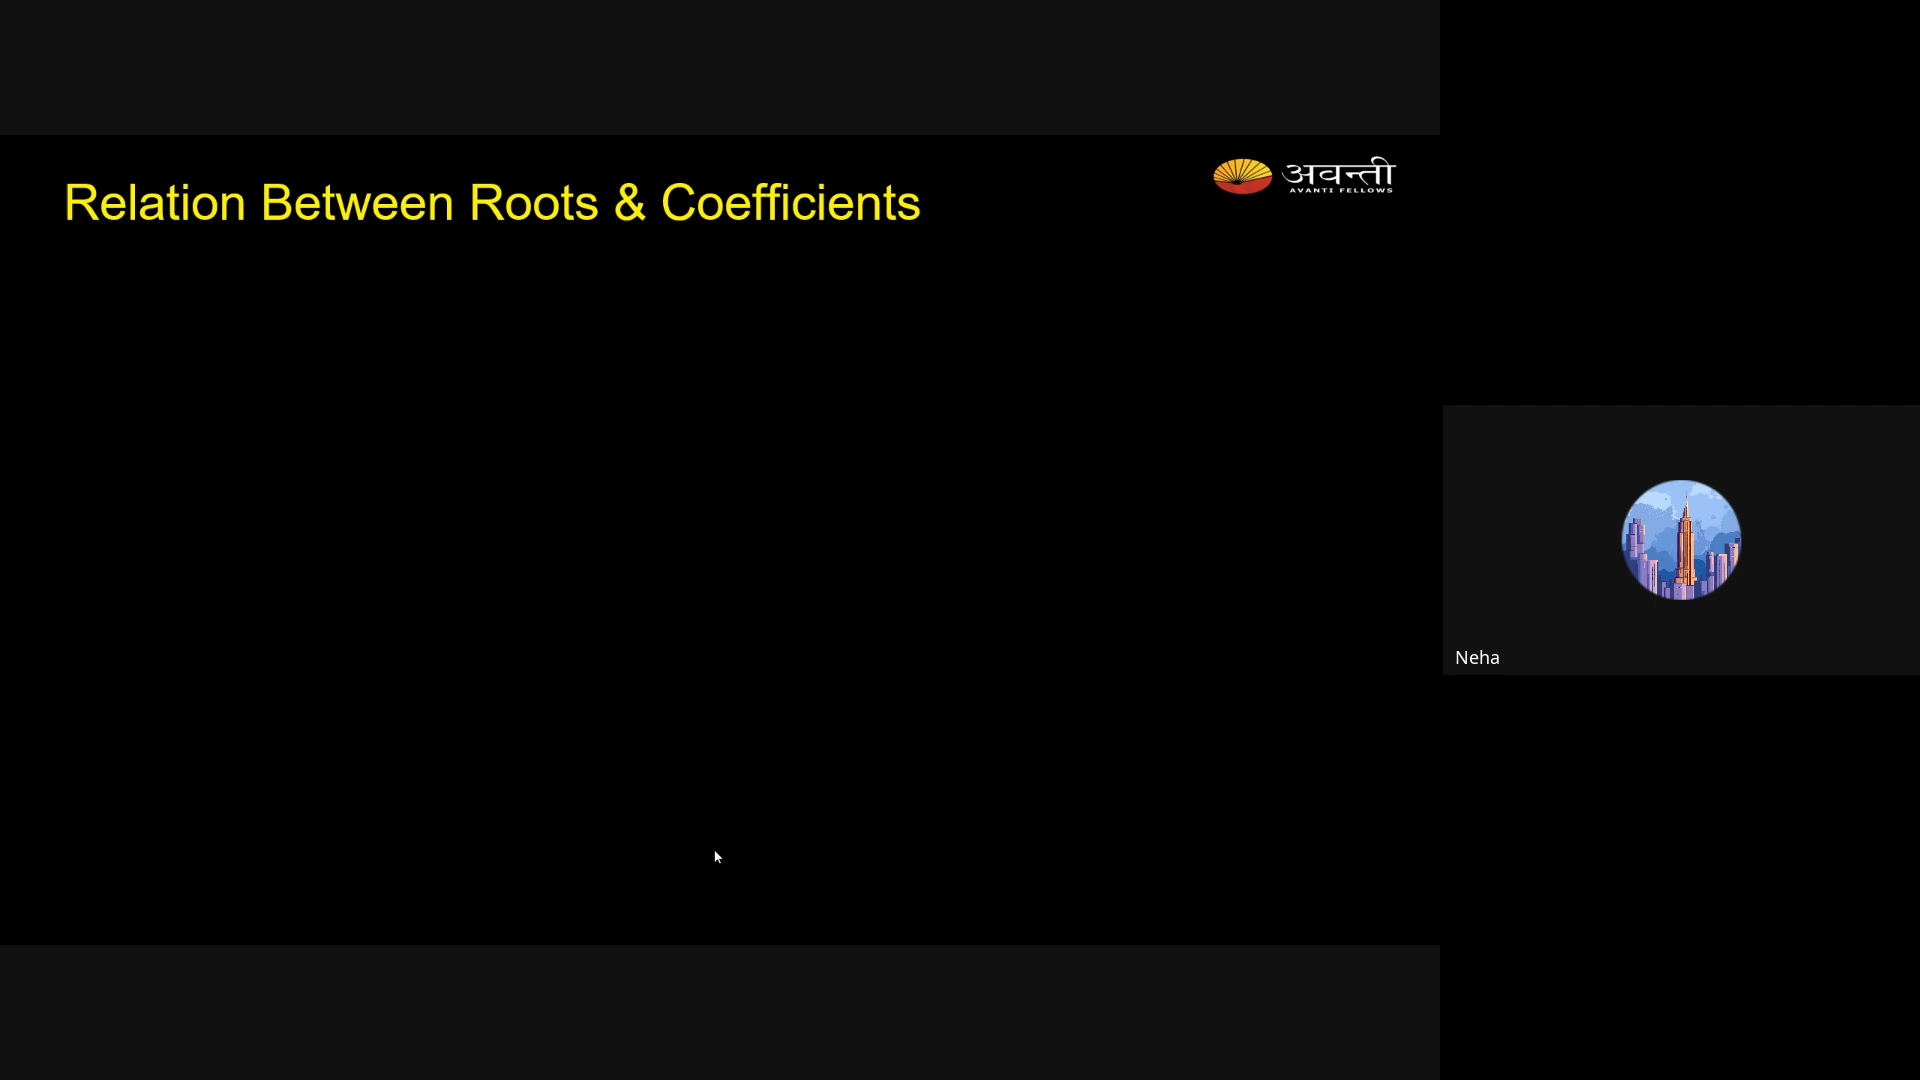 Relation Between Roots & Coefficients
अवन्ती
AVANTI FELLOWS
Neha